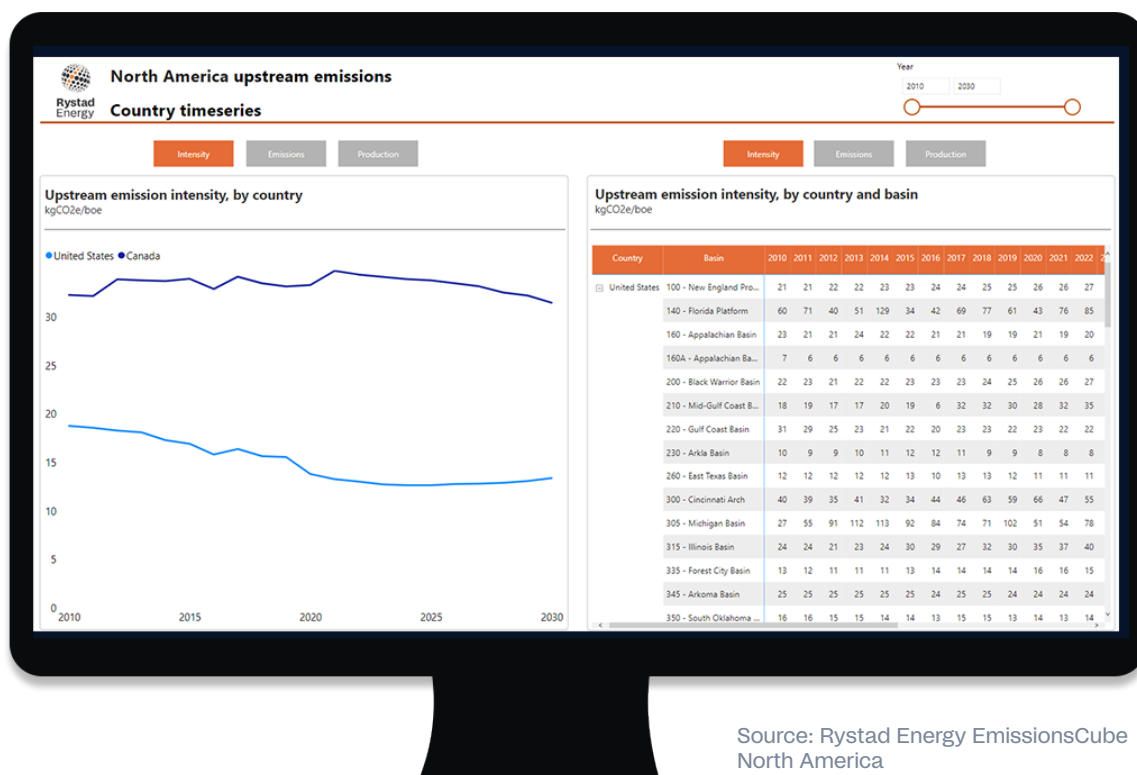 North America upstream emissions
Rystad
Energy
Country timeseries
Year
2010 2030
Intensity Emissions Production
Intensity Emissions Production
Upstream emission intensity, by country
kgCO2e/boe
United States Canada
30
25
20
15
10
5
0
2010 2015 2020 2025 2030
Upstream emission intensity, by country and basin
kgCO2e/boe
Country Basin 2010 2011 2012 2013 2014 2015 2016 2017 2018 2019 2020 2021 2022 2
United States 100 - New England Pro... 21 21 22 22 23 23 24 24 25 25 26 26 27
140 - Florida Platform 60 71 40 51 129 34 42 69 77 61 43 76 85
160 - Appalachian Basin 23 21 21 24 22 22 21 21 19 19 21 19 20
160A - Appalachian Ba... 7 6 6 6 6 6 6 6 6 6 6 6 6
200 - Black Warrior Basin 22 23 21 22 22 23 23 23 24 25 26 26 27
210 - Mid-Gulf Coast B... 18 19 17 17 20 19 6 32 32 30 28 32 35
220 - Gulf Coast Basin 31 29 25 23 21 22 20 23 23 22 23 22 22
230 - Arkla Basin 10 9 9 10 11 12 12 11 9 9 8 8 8
260 - East Texas Basin 12 12 12 12 12 13 10 13 13 12 11 11 11
300 - Cincinnati Arch 40 39 35 41 32 34 44 46 63 59 66 47 55
305 - Michigan Basin 27 55 91 112 113 92 84 74 71 102 51 54 78
315 - Illinois Basin 24 24 21 23 24 30 29 27 32 30 35 37 40
335 - Forest City Basin 13 12 11 11 11 13 14 14 14 14 16 16 15
345 - Arkoma Basin 25 25 25 25 25 25 24 25 24 25 24 24 24
350 - South Oklahoma ... 16 16 15 15 14 14 13 15 15 13 14 13 14
Source: Rystad Energy EmissionsCube
North America